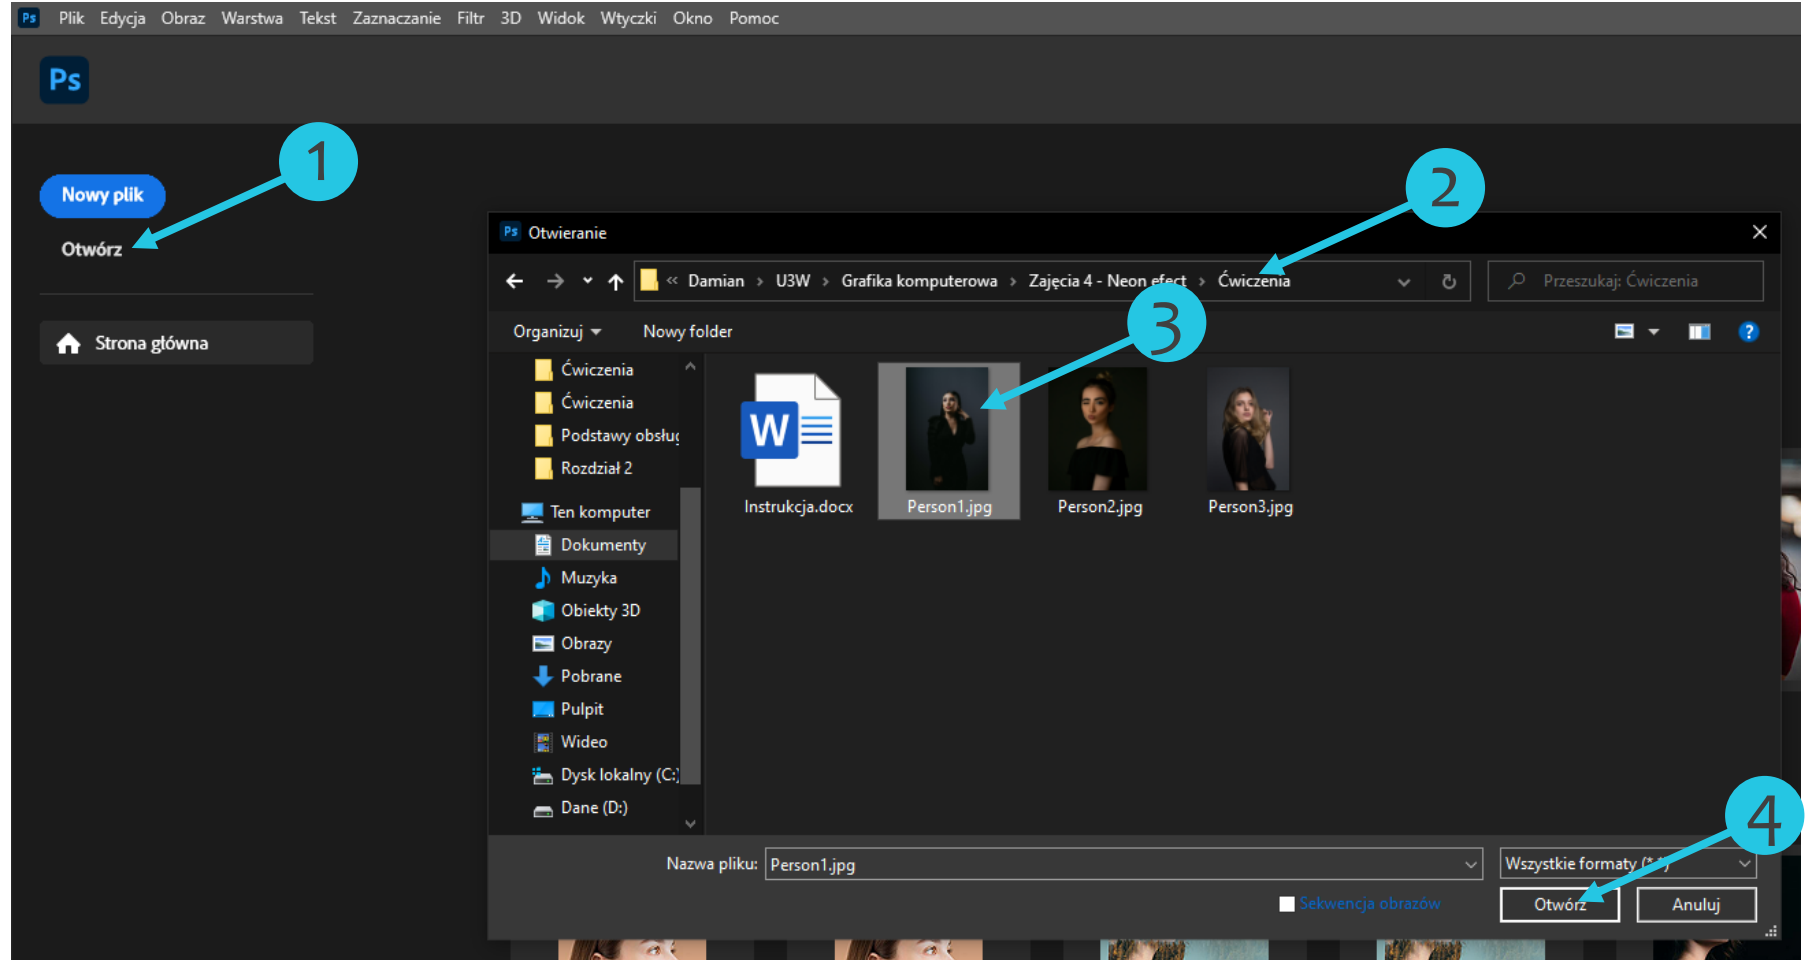 Ps Plik Edycja Obraz Warstwa Tekst Zaznaczanie Filtr 3D Widok Wtyczki Okno Pomoc
Ps
1
Nowy plik
Otwórz
Strona główna
2
Ps Otwieranie
« Damian › U3W › Grafika komputerowa › Zajęcia 4 - Neon efect › Ćwiczenia
Przeszukaj: Ćwiczenia
3
Organizuj Nowy folder
?
Ćwiczenia
Ćwiczenia
Podstawy obsług
Rozdział 2
Ten komputer
Dokumenty
Muzyka
Obiekty 3D
Obrazy
Pobrane
Pulpit
Wideo
Dysk lokalny (C:)
Dane (D:)
W
Instrukcja.docx
Person1.jpg
Person2.jpg
Person3.jpg
4
Nazwa pliku: Person1.jpg
Wszystkie formaty (*.*)
Sekwencja obrazów
Otwórz
Anuluj